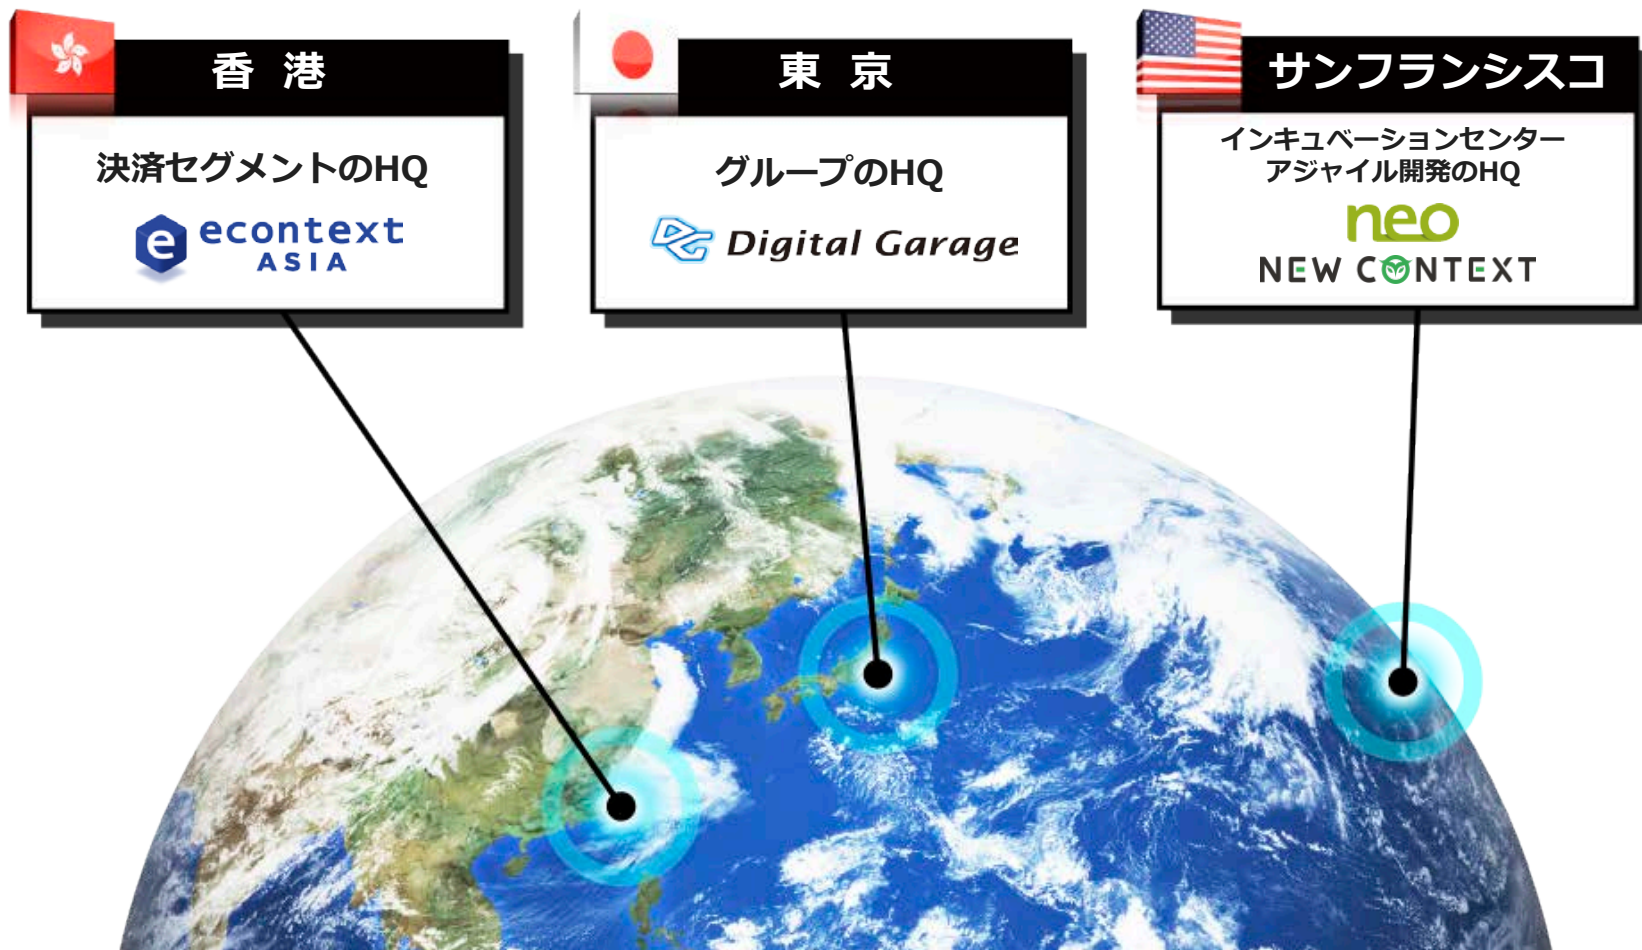 香港
決済セグメントのHQ
e econtext
ASIA
東京
グループのHQ
DG Digital Garage
サンフランシスコ
インキュベーションセンター
アジャイル開発のHQ
neo
NEW CONTEXT